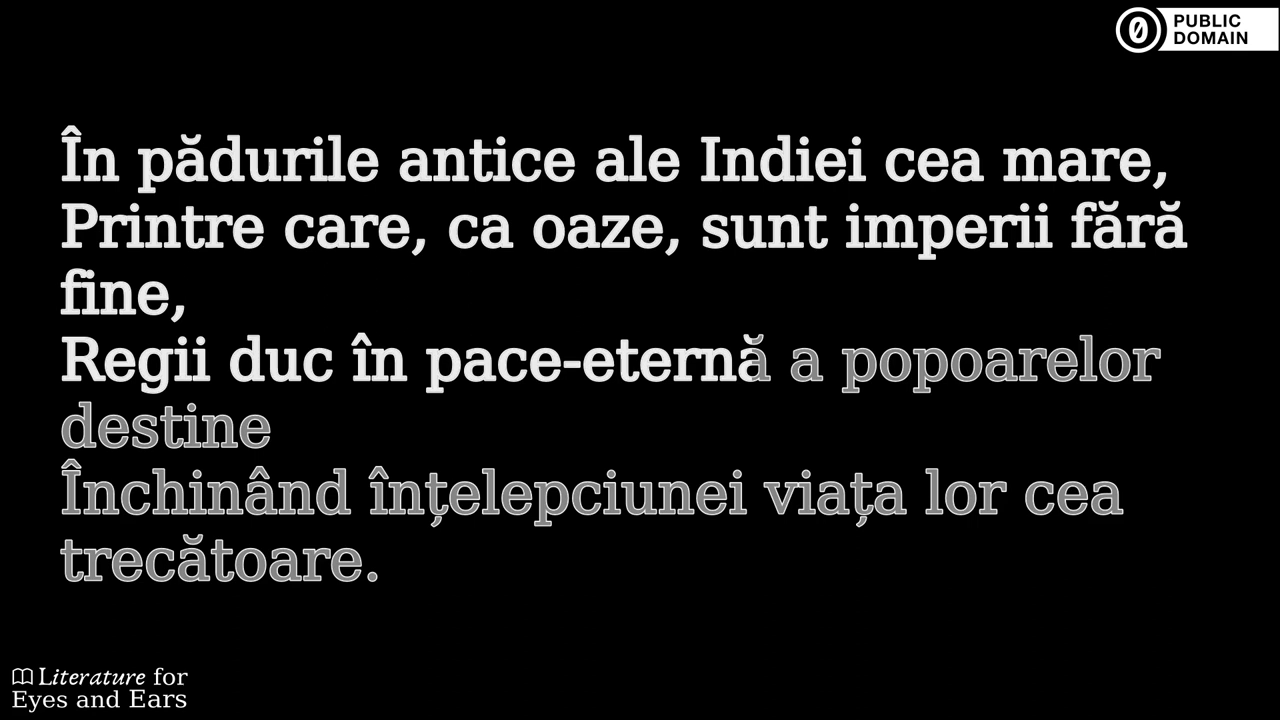 PUBLIC
DOMAIN
În pădurile antice ale Indiei cea mare,
Printre care, ca oaze, sunt imperii fără
fine,
Regii duc în pace-eternă a popoarelor
destine
Închinând înțelepciunei viața lor cea
trecătoare.
Literature for
Eyes and Ears